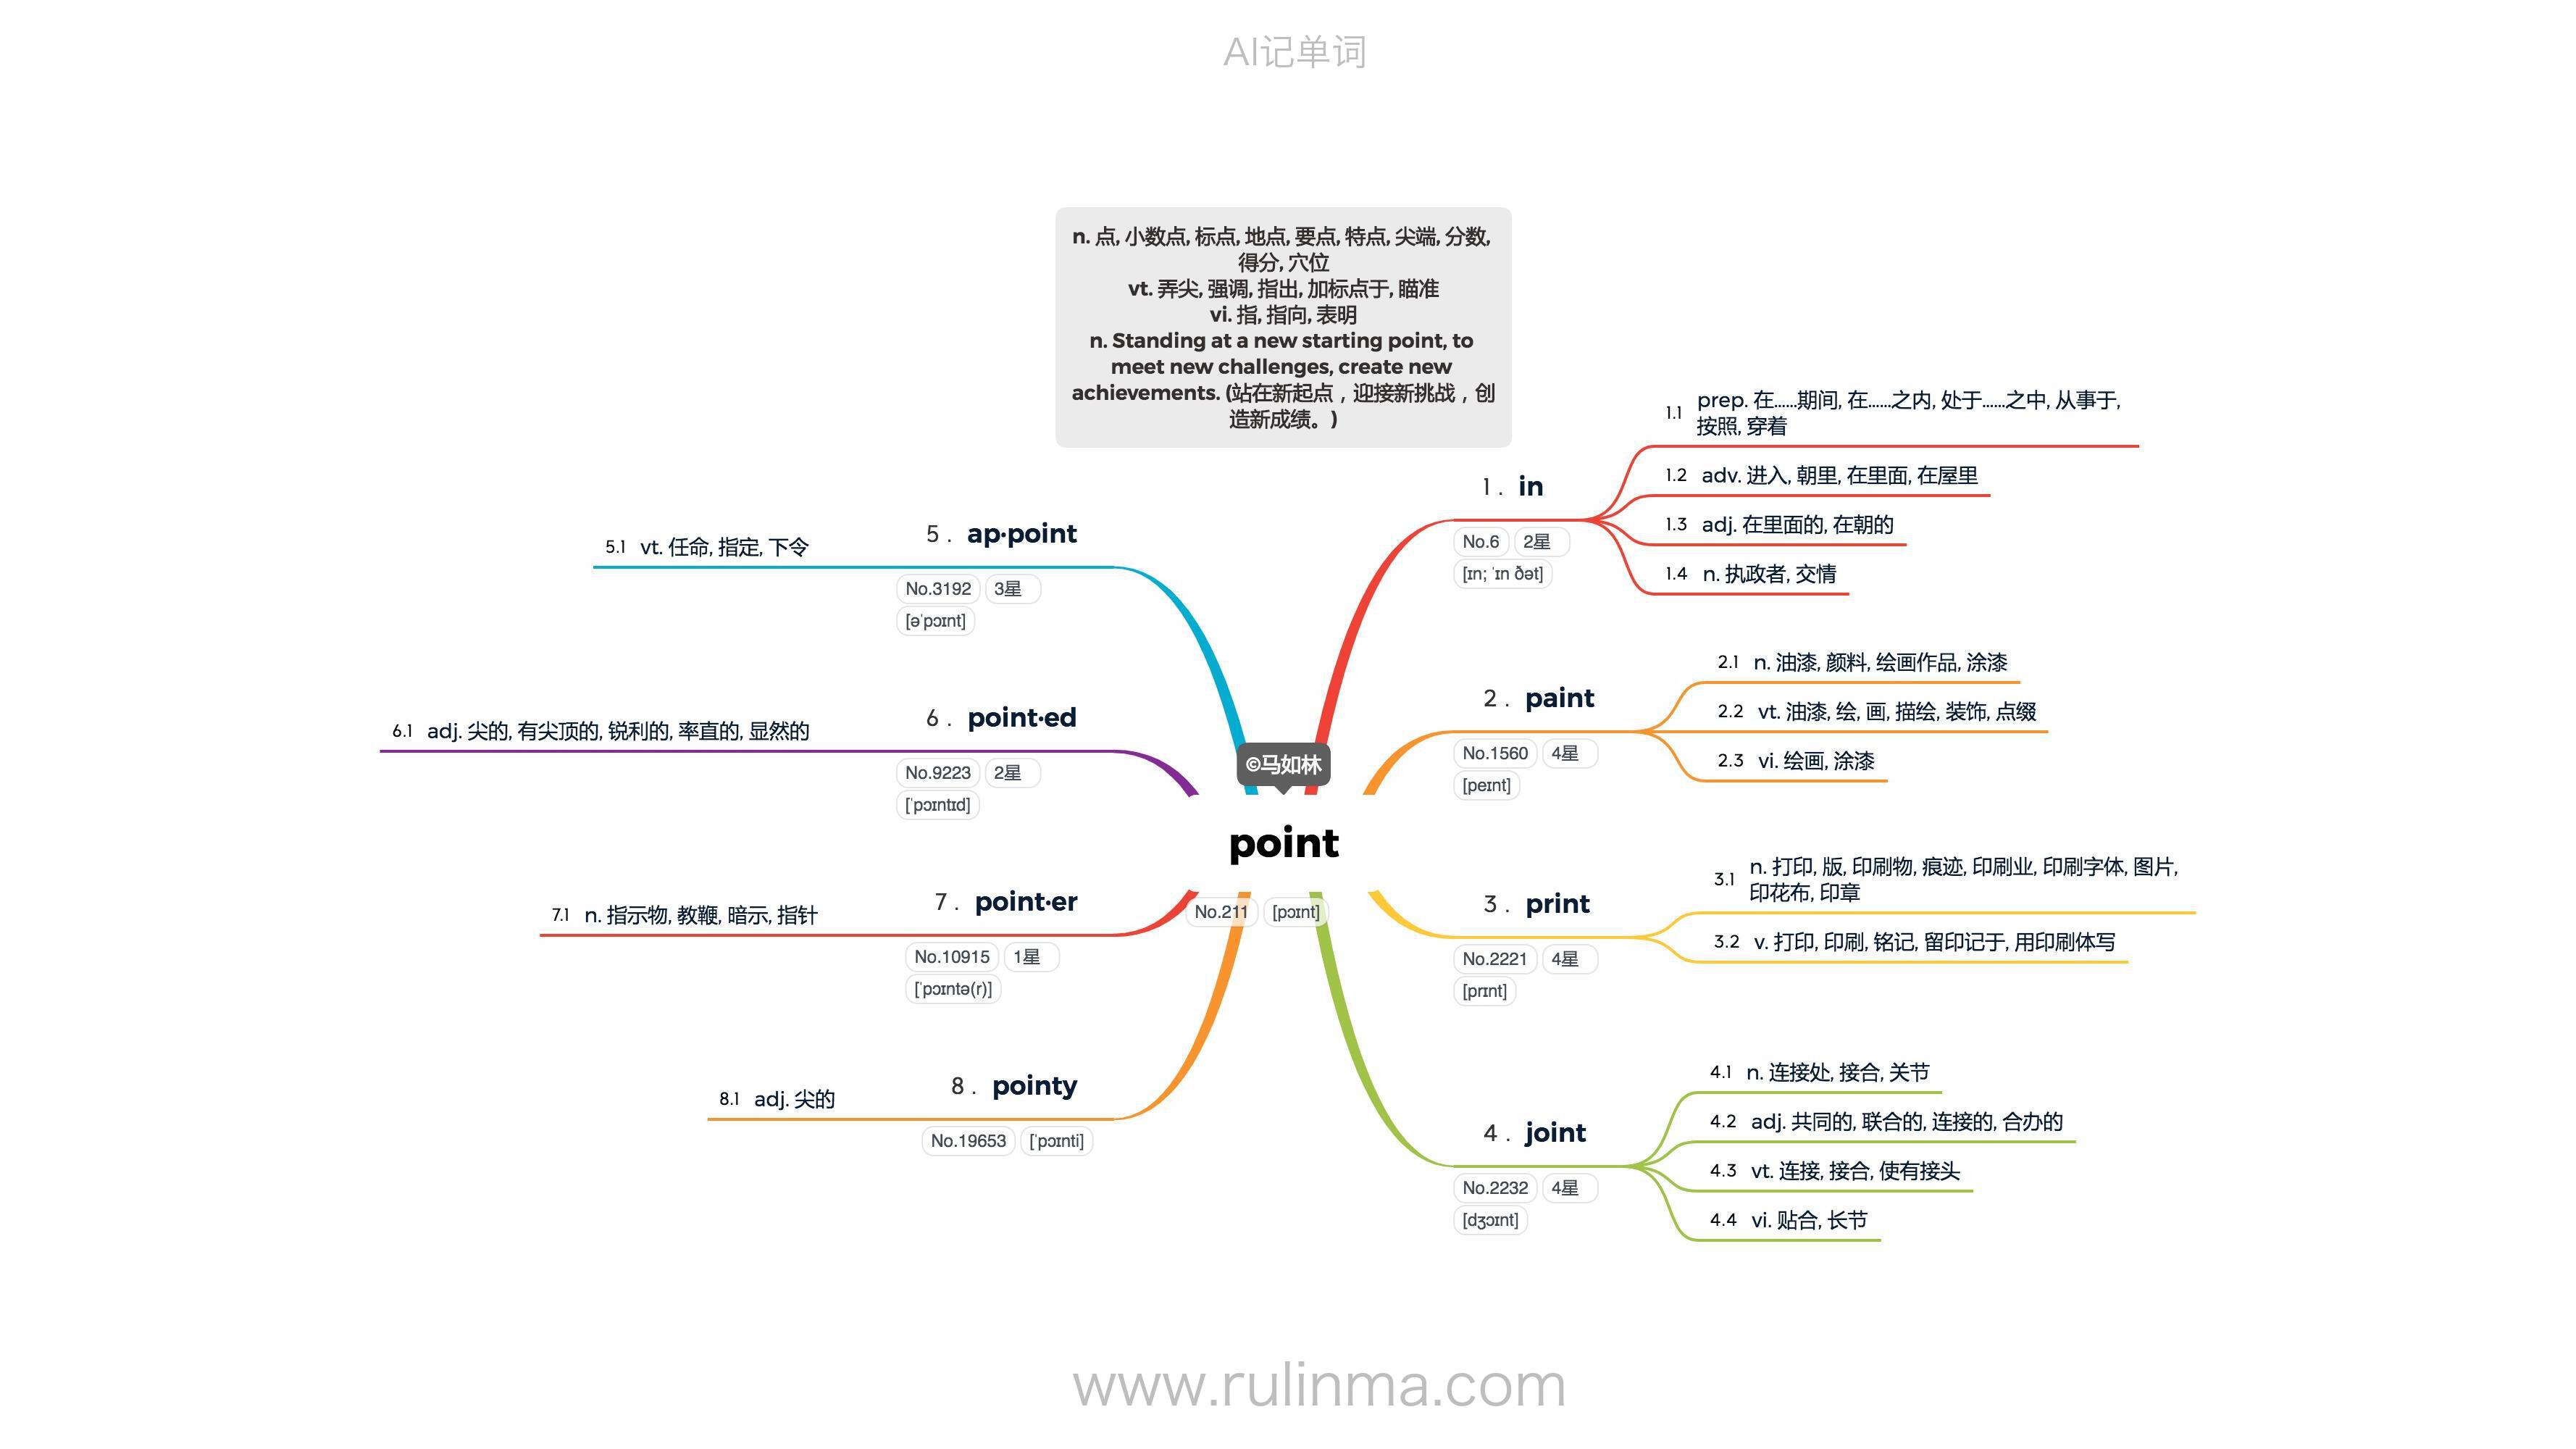 AI记单词
n. 点, 小数点, 标点, 地点, 要点, 特点, 尖端, 分数,
得分, 穴位
vt. 弄尖, 强调, 指出, 加标点于, 瞄准
vi. 指, 指向, 表明
n. Standing at a new starting point, to
meet new challenges, create new
achievements. (站在新起点，迎接新挑战，创
造新成绩。)
©马如林
point
No.211 [pɔɪnt]
1. in
No.6 2星
[ɪn; ˈɪn ðət]
1.1 prep. 在……期间, 在……之内, 处于……之中, 从事于,
按照, 穿着
1.2 adv. 进入, 朝里, 在里面, 在屋里
1.3 adj. 在里面的, 在朝的
1.4 n. 执政者, 交情
2. paint
No.1560 4星
[peɪnt]
2.1 n. 油漆, 颜料, 绘画作品, 涂漆
2.2 vt. 油漆, 绘, 画, 描绘, 装饰, 点缀
2.3 vi. 绘画, 涂漆
3. print
No.2221 4星
[prɪnt]
3.1 n. 打印, 版, 印刷物, 痕迹, 印刷业, 印刷字体, 图片,
印花布, 印章
3.2 v. 打印, 印刷, 铭记, 留印记于, 用印刷体写
4. joint
No.2232 4星
[dʒɔɪnt]
4.1 n. 连接处, 接合, 关节
4.2 adj. 共同的, 联合的, 连接的, 合办的
4.3 vt. 连接, 接合, 使有接头
4.4 vi. 贴合, 长节
5. ap·point
No.3192 3星
[əˈpɔɪnt]
5.1 vt. 任命, 指定, 下令
6. point·ed
No.9223 2星
[ˈpɔɪntɪd]
6.1 adj. 尖的, 有尖顶的, 锐利的, 率直的, 显然的
7. point·er
No.10915 1星
[ˈpɔɪntə(r)]
7.1 n. 指示物, 教鞭, 暗示, 指针
8. pointy
No.19653 [ˈpɔɪnti]
8.1 adj. 尖的
www.rulinma.com